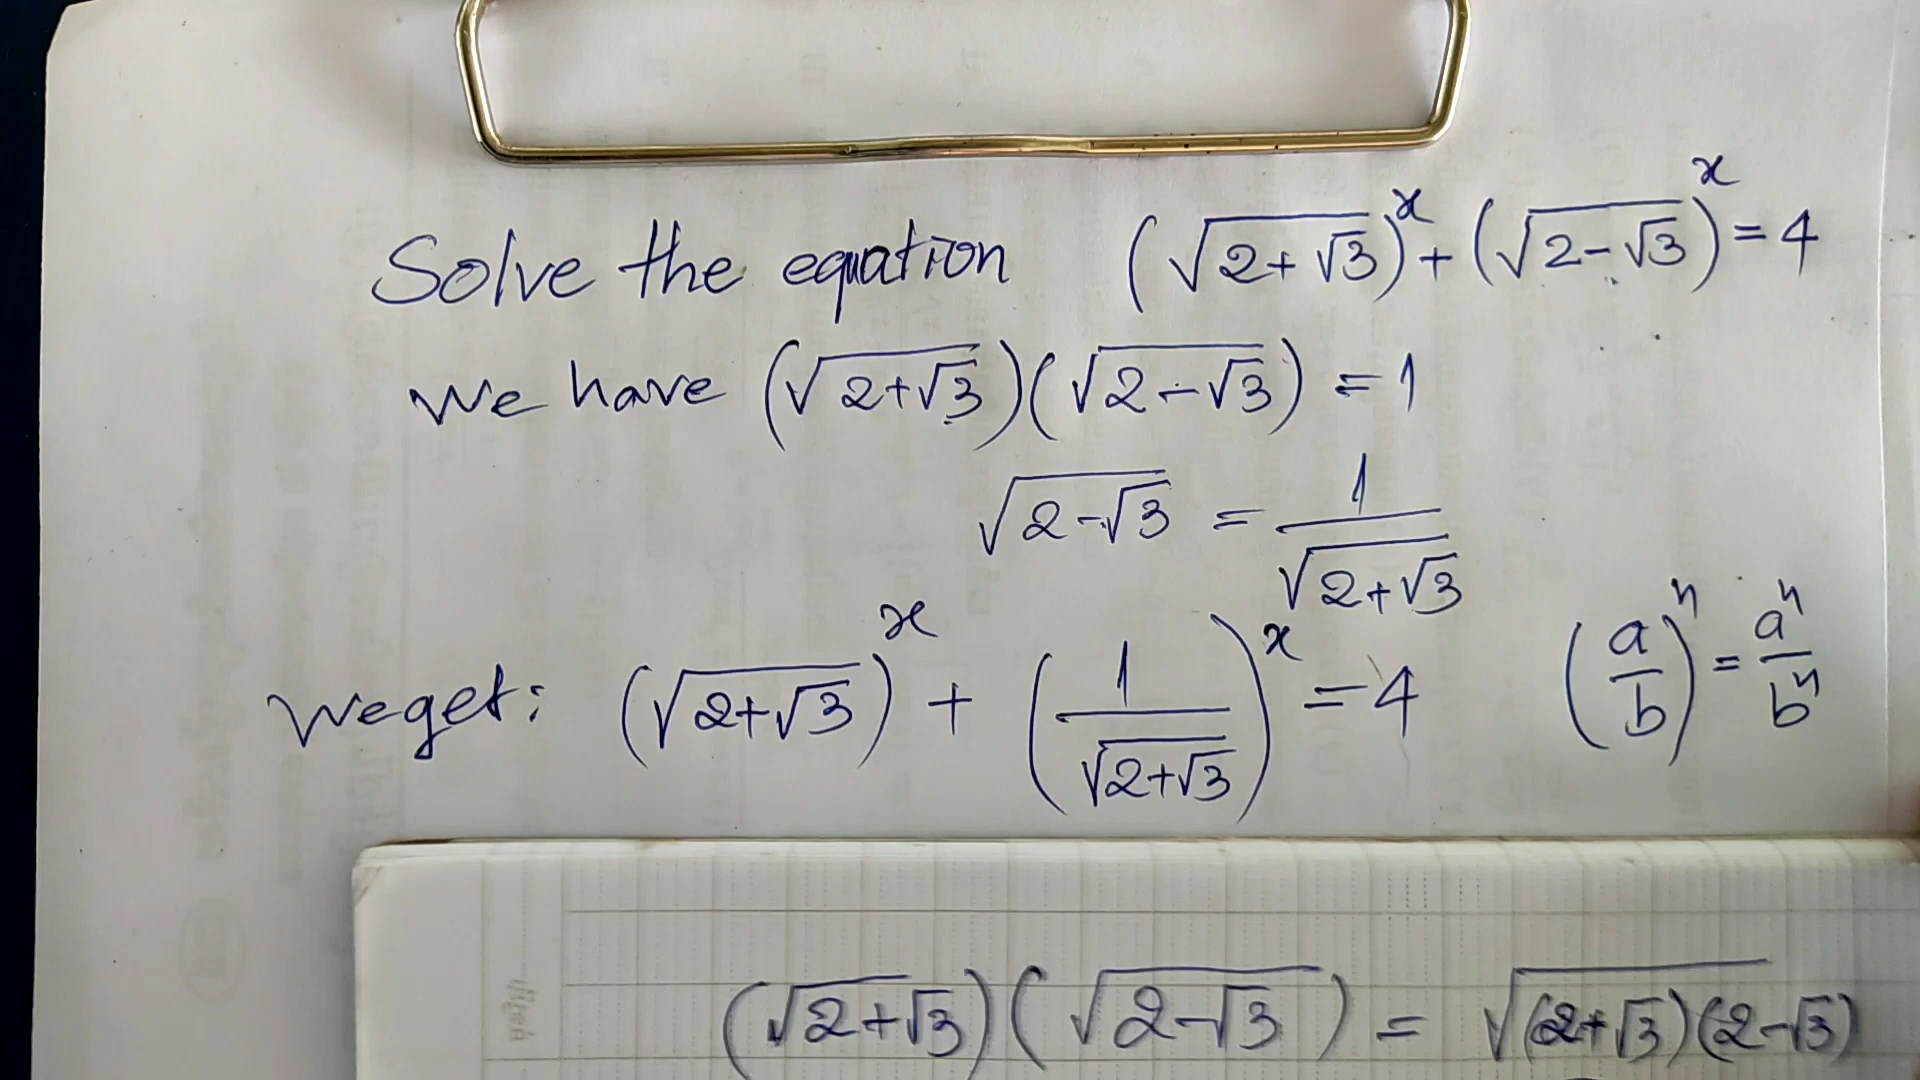 Solve the equation (√(2+√3))^x + (√(2-√3))^x = 4
We have (√(2+√3))(√(2-√3)) = 1
√(2-√3) = 1/√(2+√3)
We get: (√(2+√3))^x + (1/√(2+√3))^x = 4 (a/b)^n = a^n/b^n
(√(2+√3))(√(2-√3)) = √((2+√3)(2-√3))